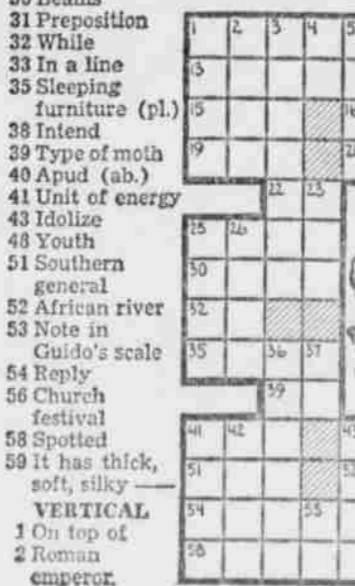 30 Beams
31 Preposition
32 While
33 In a line
35 Sleeping
furniture (pl.)
38 Intend
39 Type of moth
40 Apud (ab.)
41 Unit of energy
43 Idolize
48 Youth
51 Southern
general
52 African river
53 Note in
Guido's scale
54 Reply
56 Church
festival
58 Spotted
59 It has thick,
soft, silky —
VERTICAL
1 On top of
2 Roman
emperor
1 2 3 4 5
13
15
19
22 23
25 26
30
32
35 36 37
39
41 42
51
54 55
58